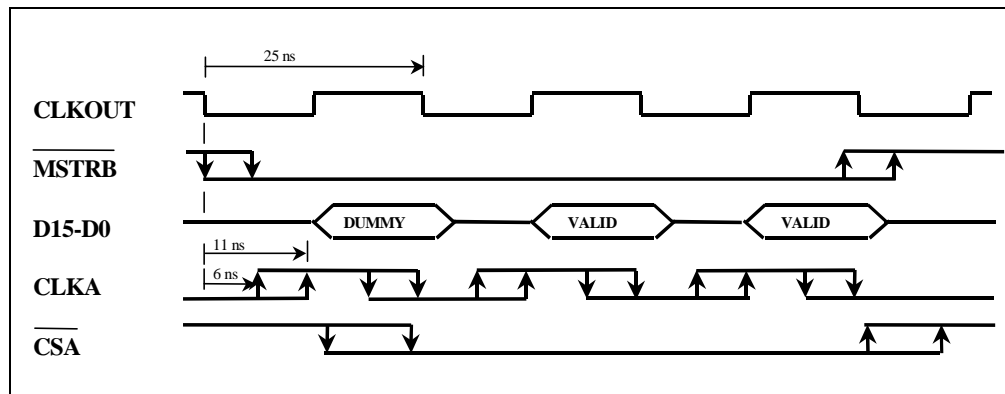 25 ns
CLKOUT
MSTRB
D15-D0
DUMMY
VALID
VALID
11 ns
6 ns
CLKA
CSA